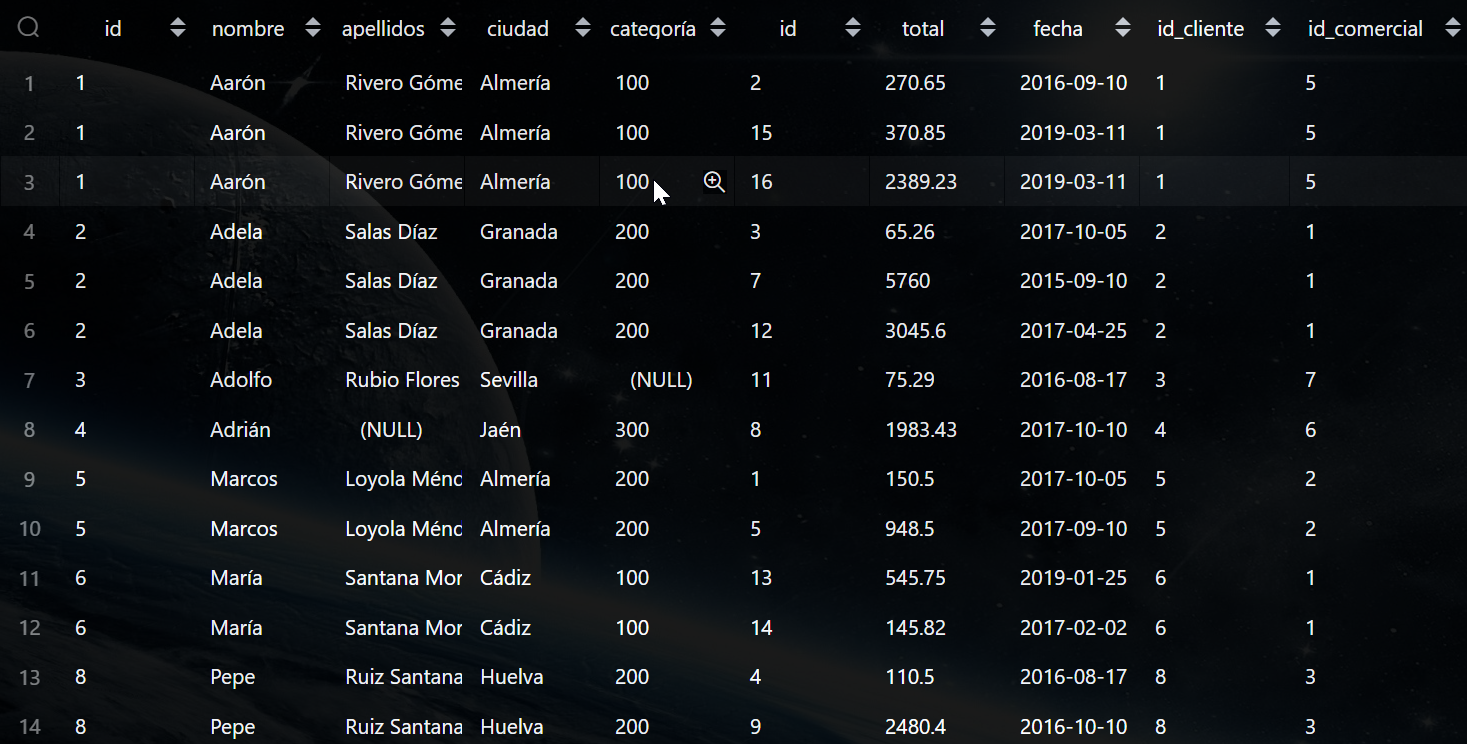 id nombre apellidos ciudad categoría id total fecha id_cliente id_comercial
1 1 Aarón Rivero Góme Almería 100 2 270.65 2016-09-10 1 5
2 1 Aarón Rivero Góme Almería 100 15 370.85 2019-03-11 1 5
3 1 Aarón Rivero Góme Almería 100 16 2389.23 2019-03-11 1 5
4 2 Adela Salas Díaz Granada 200 3 65.26 2017-10-05 2 1
5 2 Adela Salas Díaz Granada 200 7 5760 2015-09-10 2 1
6 2 Adela Salas Díaz Granada 200 12 3045.6 2017-04-25 2 1
7 3 Adolfo Rubio Flores Sevilla (NULL) 11 75.29 2016-08-17 3 7
8 4 Adrián (NULL) Jaén 300 8 1983.43 2017-10-10 4 6
9 5 Marcos Loyola Ménd Almería 200 1 150.5 2017-10-05 5 2
10 5 Marcos Loyola Ménd Almería 200 5 948.5 2017-09-10 5 2
11 6 María Santana Mor Cádiz 100 13 545.75 2019-01-25 6 1
12 6 María Santana Mor Cádiz 100 14 145.82 2017-02-02 6 1
13 8 Pepe Ruiz Santana Huelva 200 4 110.5 2016-08-17 8 3
14 8 Pepe Ruiz Santana Huelva 200 9 2480.4 2016-10-10 8 3